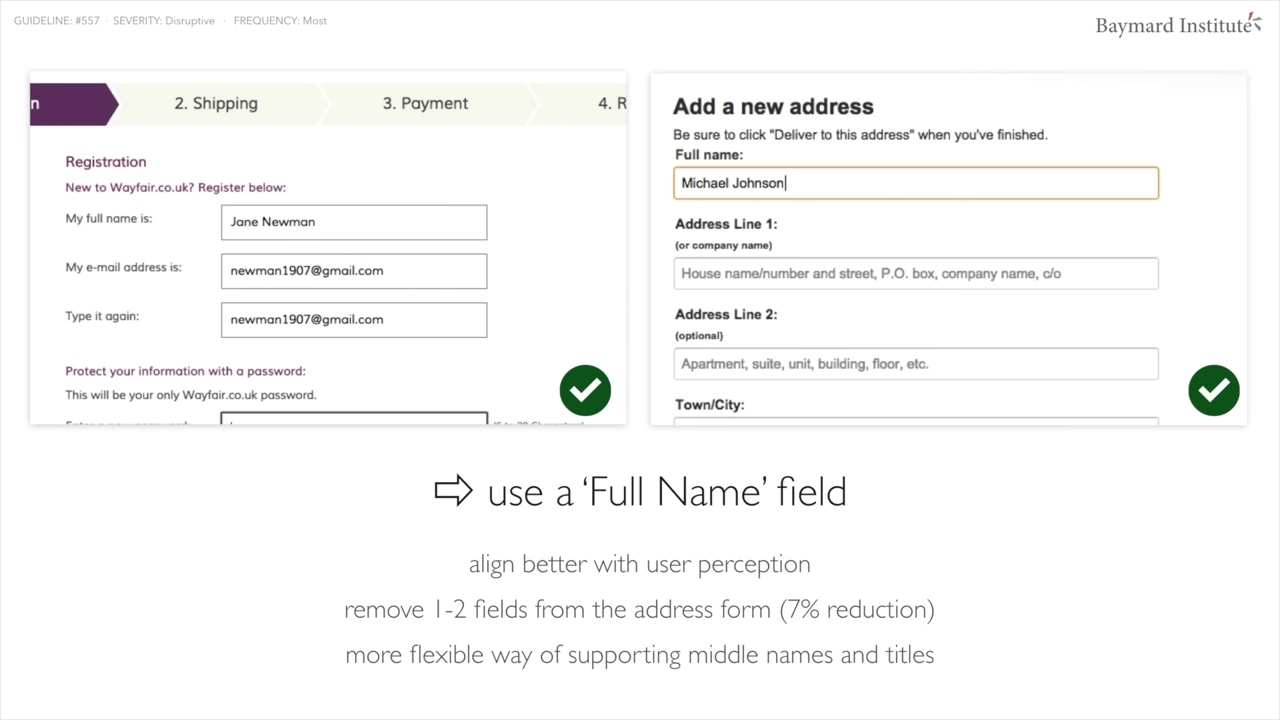 GUIDELINE: #557 · SEVERITY: Disruptive · FREQUENCY: Most
Baymard Institute
n
2. Shipping
3. Payment
4. R
Registration
New to Wayfair.co.uk? Register below:
My full name is:
Jane Newman
My e-mail address is:
newman1907@gmail.com
Type it again:
newman1907@gmail.com
Protect your information with a password:
This will be your only Wayfair.co.uk password.
Add a new address
Be sure to click "Deliver to this address" when you've finished.
Full name:
Michael Johnson
Address Line 1:
(or company name)
House name/number and street, P.O. box, company name, c/o
Address Line 2:
(optional)
Apartment, suite, unit, building, floor, etc.
Town/City:
⇨ use a ‘Full Name’ field
align better with user perception
remove 1-2 fields from the address form (7% reduction)
more flexible way of supporting middle names and titles